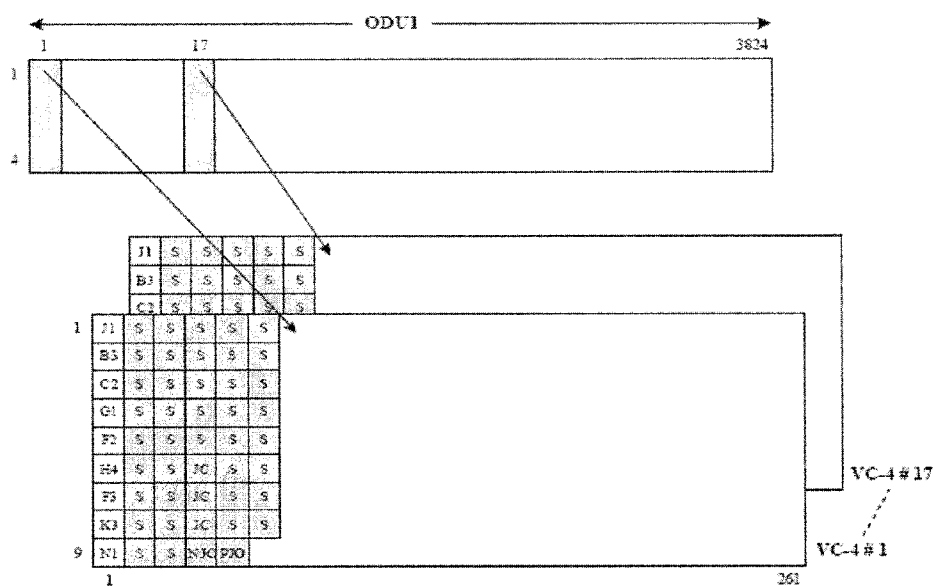 ODU1
1 17 3824
1
4
J1 S S S S S
B3 S S S S S
C2 S S S S S
1 J1 S S S S S
B3 S S S S S
C2 S S S S S
G1 S S S S S
F2 S S S S S
H4 S S JC S S
F3 S S JC S S
K3 S S JC S S
9 N1 S S NJO PJO
VC-4 # 17
VC-4 # 1
1 261